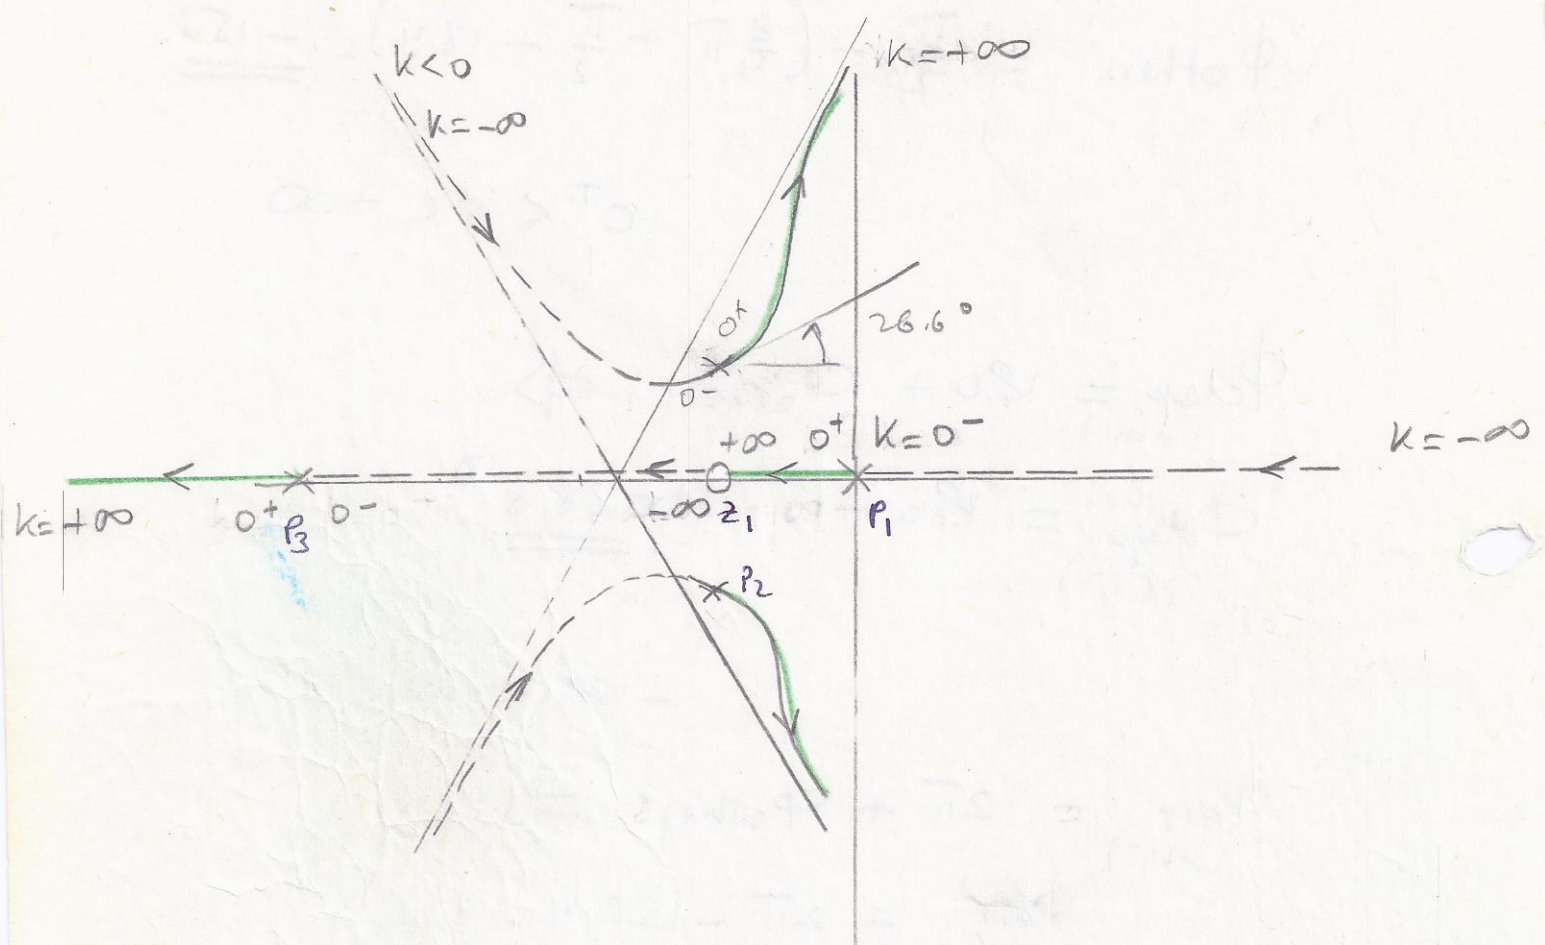 k<0
k=-∞
k=+∞
0+
26.6°
0-
+∞
0+
k=0-
k=-∞
k=+∞
0+
P3
0-
-∞
Z1
P1
P2